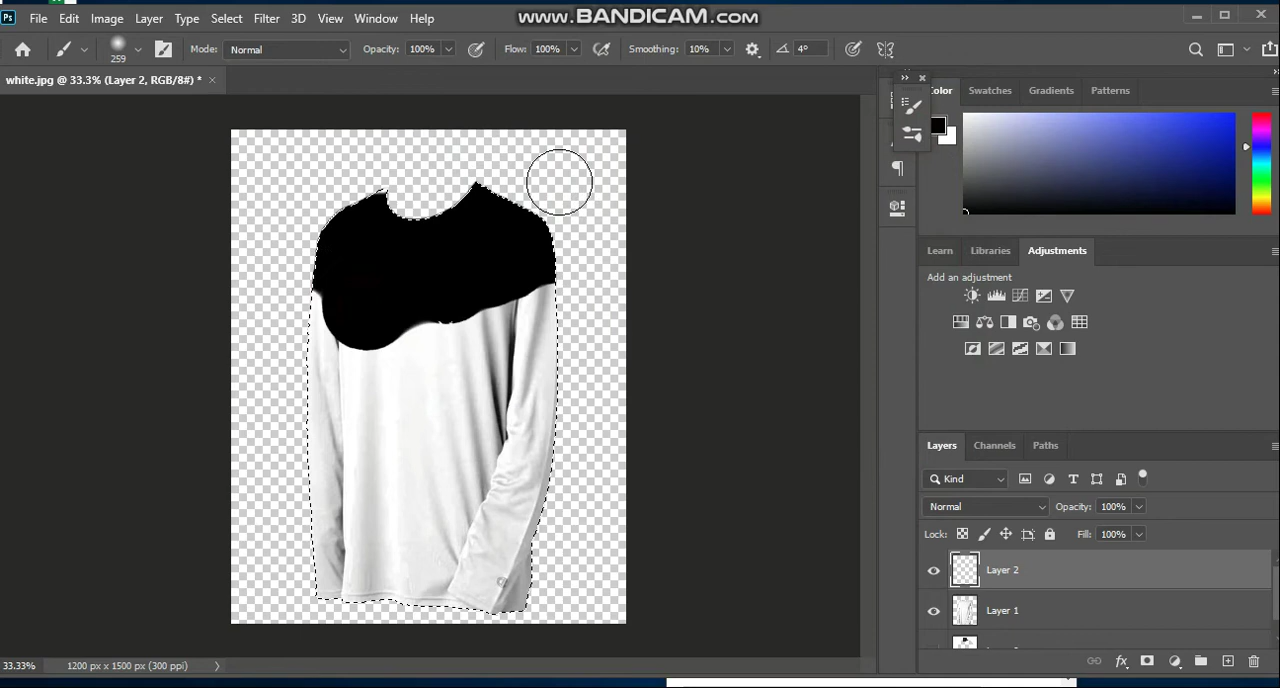 Ps File Edit Image Layer Type Select Filter 3D View Window Help
www.BANDICAM.com
259 Mode: Normal Opacity: 100% Flow: 100% Smoothing: 10% 4°
white.jpg @ 33.3% (Layer 2, RGB/8#) *
Color Swatches Gradients Patterns
Learn Libraries Adjustments
Add an adjustment
Layers Channels Paths
Kind
Normal Opacity: 100%
Lock: Fill: 100%
Layer 2
Layer 1
33.33% 1200 px x 1500 px (300 ppi)